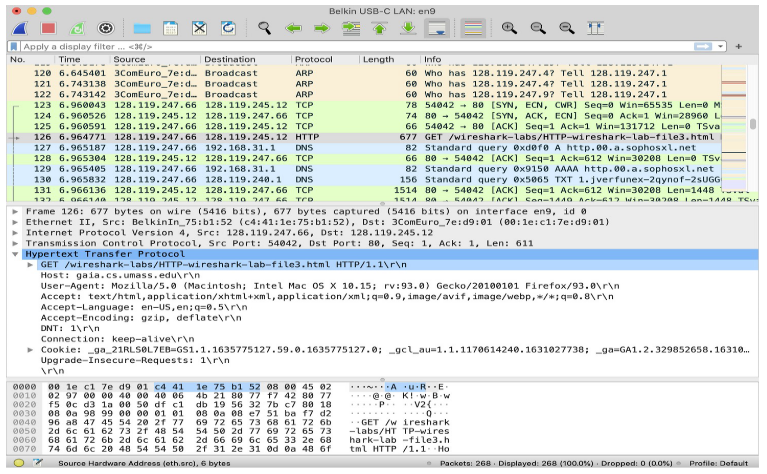 Belkin USB-C LAN: en9
Apply a display filter ... <⌘/>
No. Time Source Destination Protocol Length Info
120 6.645401 3ComEuro_7e:d… Broadcast ARP 60 Who has 128.119.247.4? Tell 128.119.247.1
121 6.743138 3ComEuro_7e:d… Broadcast ARP 60 Who has 128.119.247.4? Tell 128.119.247.1
122 6.743142 3ComEuro_7e:d… Broadcast ARP 60 Who has 128.119.247.4? Tell 128.119.247.1
123 6.960043 128.119.247.66 128.119.245.12 TCP 78 54042 → 80 [SYN, ECN, CWR] Seq=0 Win=65535 Len=0 M
124 6.960526 128.119.245.12 128.119.247.66 TCP 74 80 → 54042 [SYN, ACK, ECN] Seq=0 Ack=1 Win=28960 L
125 6.960591 128.119.247.66 128.119.245.12 TCP 66 54042 → 80 [ACK] Seq=1 Ack=1 Win=131712 Len=0 TSva
126 6.964771 128.119.247.66 128.119.245.12 HTTP 677 GET /wireshark-labs/HTTP-wireshark-lab-file3.html
127 6.965187 128.119.247.66 192.168.31.1 DNS 82 Standard query 0xd0f0 A http.00.a.sophosxl.net
128 6.965304 128.119.245.12 128.119.247.66 TCP 66 80 → 54042 [ACK] Seq=1 Ack=612 Win=30208 Len=0 TSv
129 6.965405 128.119.247.66 192.168.31.1 DNS 82 Standard query 0x9150 AAAA http.00.a.sophosxl.net
130 6.965832 128.119.247.66 128.119.240.1 DNS 156 Standard query 0x5065 TXT 1.jverfunex-2qynof-2sUGG
131 6.966136 128.119.245.12 128.119.247.66 TCP 1514 80 → 54042 [ACK] Seq=1 Ack=612 Win=30208 Len=1448
132 6.966140 128.119.245.12 128.119.247.66 TCP 1514 80 → 54042 [ACK] Seq=1449 Ack=612 Win=30208 Len=1448 TSv
Frame 126: 677 bytes on wire (5416 bits), 677 bytes captured (5416 bits) on interface en9, id 0
Ethernet II, Src: BelkinIn_75:b1:52 (c4:41:1e:75:b1:52), Dst: 3ComEuro_7e:d9:01 (00:1e:c1:7e:d9:01)
Internet Protocol Version 4, Src: 128.119.247.66, Dst: 128.119.245.12
Transmission Control Protocol, Src Port: 54042, Dst Port: 80, Seq: 1, Ack: 1, Len: 611
Hypertext Transfer Protocol
GET /wireshark-labs/HTTP-wireshark-lab-file3.html HTTP/1.1\r\n
Host: gaia.cs.umass.edu\r\n
User-Agent: Mozilla/5.0 (Macintosh; Intel Mac OS X 10.15; rv:93.0) Gecko/20100101 Firefox/93.0\r\n
Accept: text/html,application/xhtml+xml,application/xml;q=0.9,image/avif,image/webp,*/*;q=0.8\r\n
Accept-Language: en-US,en;q=0.5\r\n
Accept-Encoding: gzip, deflate\r\n
DNT: 1\r\n
Connection: keep-alive\r\n
Cookie: _ga_21RLS0L7EB=GS1.1.1635775127.59.0.1635775127.0; _gcl_au=1.1.1170614240.1631027738; _ga=GA1.2.329852658.16310…
Upgrade-Insecure-Requests: 1\r\n
\r\n
0000 00 1e c1 7e d9 01 c4 41 1e 75 b1 52 08 00 45 02 ···~···A ·u·R··E·
0010 02 97 00 00 40 00 40 06 4b 21 80 77 f7 42 80 77 ····@·@· K!·w·B·w
0020 f5 0c d3 1a 00 50 df c1 db 19 56 32 7b c7 80 18 ·····P·· ··V2{···
0030 08 0a 98 99 00 00 01 01 08 0a 08 e7 51 ba f7 d2 ········ ····Q···
0040 96 a8 47 45 54 20 2f 77 69 72 65 73 68 61 72 6b ··GET /w ireshark
0050 2d 6c 61 62 73 2f 48 54 54 50 2d 77 69 72 65 73 -labs/HT TP-wires
0060 68 61 72 6b 2d 6c 61 62 2d 66 69 6c 65 33 2e 68 hark-lab -file3.h
0070 74 6d 6c 20 48 54 54 50 2f 31 2e 31 0d 0a 48 6f tml HTTP /1.1··Ho
Source Hardware Address (eth.src), 6 bytes Packets: 268 · Displayed: 268 (100.0%) · Dropped: 0 (0.0%) Profile: Default